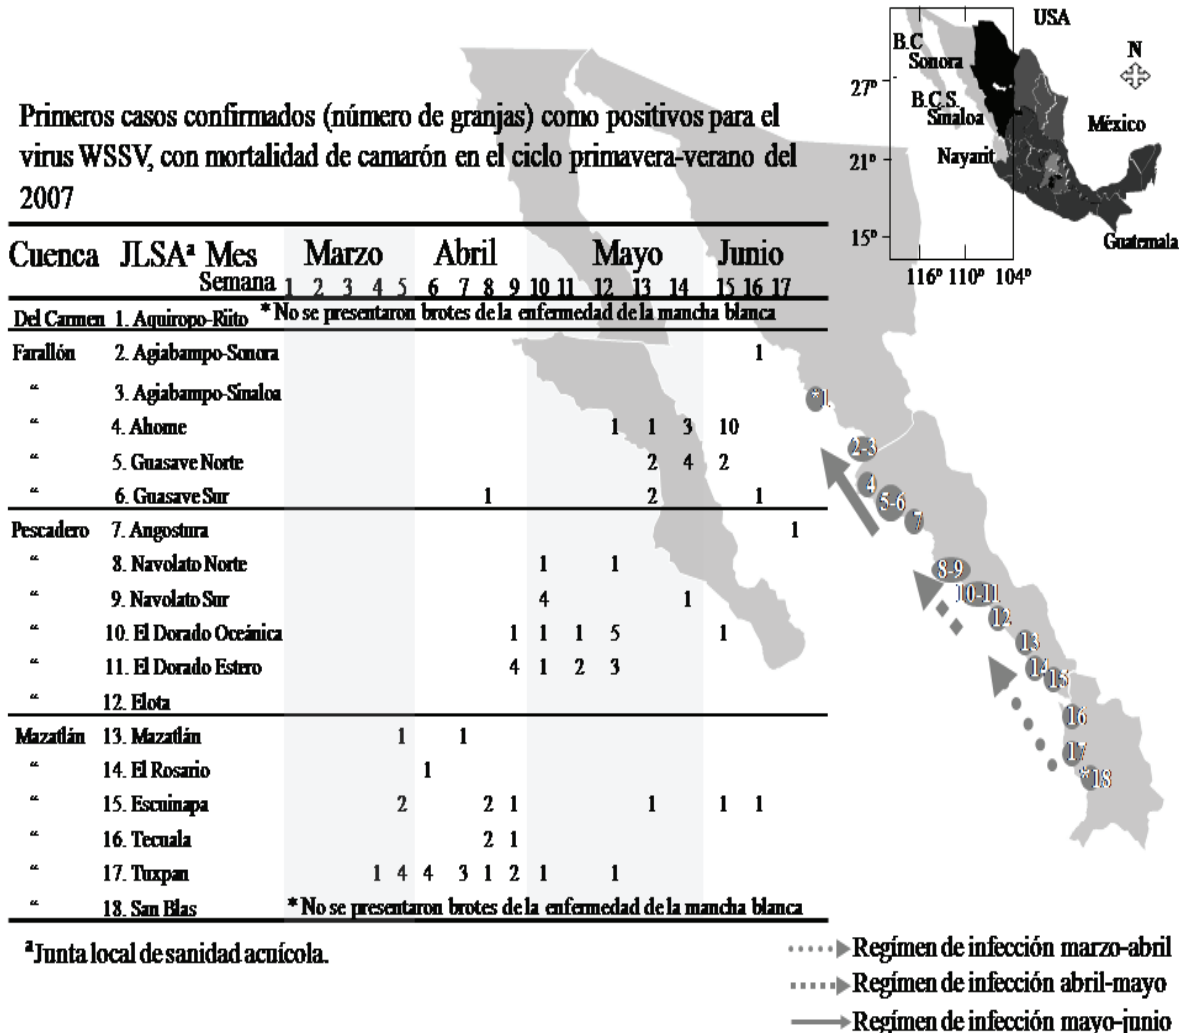 Primeros casos confirmados (número de granjas) como positivos para el
virus WSSV, con mortalidad de camarón en el ciclo primavera-verano del
2007
Cuenca JLSAª Mes Marzo Abril Mayo Junio
Semana 1 2 3 4 5 6 7 8 9 10 11 12 13 14 15 16 17
Del Carmen 1. Aquiropo-Riito *No se presentaron brotes de la enfermedad de la mancha blanca
Farallón 2. Agiabampo-Sonora 1
“ 3. Agiabampo-Sinaloa
“ 4. Ahome 1 1 3 10
“ 5. Guasave Norte 2 4 2
“ 6. Guasave Sur 1 2 1
Pescadero 7. Angostura 1
“ 8. Navolato Norte 1 1
“ 9. Navolato Sur 4 1
“ 10. El Dorado Oceánica 1 1 1 5 1
“ 11. El Dorado Estero 4 1 2 3
“ 12. Elota
Mazatlán 13. Mazatlán 1 1
“ 14. El Rosario 1
“ 15. Escuinapa 2 2 1 1 1 1
“ 16. Tecuala 2 1
“ 17. Tuxpan 1 4 4 3 1 2 1 1
“ 18. San Blas *No se presentaron brotes de la enfermedad de la mancha blanca
ªJunta local de sanidad acuícola.
USA
B.C
Sonora
N
27º
B.C.S.
Sinaloa
México
Nayarit
21º
15º
Guatemala
116º 110º 104º
*1
2-3
4
5-6
7
8-9
10-11
12
13
14
15
16
17
*18
Regímen de infección marzo-abril
Regímen de infección abril-mayo
Regímen de infección mayo-junio